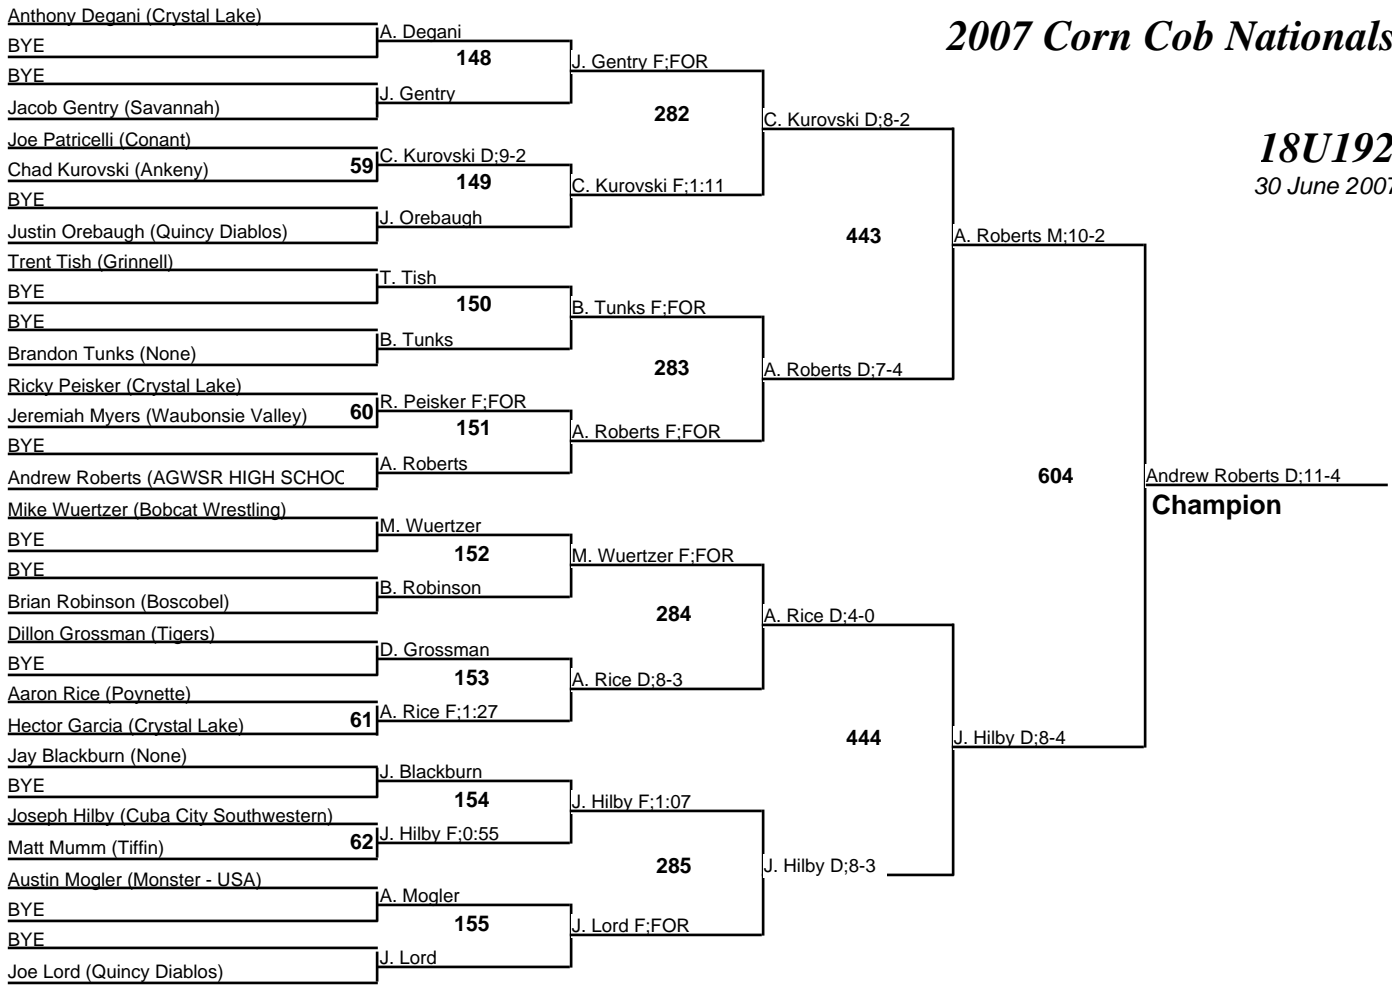 2007 Corn Cob Nationals
18U192
30 June 2007
Anthony Degani (Crystal Lake)
BYE
BYE
Jacob Gentry (Savannah)
Joe Patricelli (Conant)
Chad Kurovski (Ankeny)
59
BYE
Justin Orebaugh (Quincy Diablos)
Trent Tish (Grinnell)
BYE
BYE
Brandon Tunks (None)
Ricky Peisker (Crystal Lake)
Jeremiah Myers (Waubonsie Valley)
60
BYE
Andrew Roberts (AGWSR HIGH SCHOC
Mike Wuertzer (Bobcat Wrestling)
BYE
BYE
Brian Robinson (Boscobel)
Dillon Grossman (Tigers)
BYE
Aaron Rice (Poynette)
Hector Garcia (Crystal Lake)
61
Jay Blackburn (None)
BYE
Joseph Hilby (Cuba City Southwestern)
Matt Mumm (Tiffin)
62
Austin Mogler (Monster - USA)
BYE
BYE
Joe Lord (Quincy Diablos)
A. Degani
148
J. Gentry
C. Kurovski D;9-2
149
J. Orebaugh
T. Tish
150
B. Tunks
R. Peisker F;FOR
151
A. Roberts
M. Wuertzer
152
B. Robinson
D. Grossman
153
A. Rice F;1:27
J. Blackburn
154
J. Hilby F;0:55
A. Mogler
155
J. Lord
J. Gentry F;FOR
282
C. Kurovski F;1:11
B. Tunks F;FOR
283
A. Roberts F;FOR
M. Wuertzer F;FOR
284
A. Rice D;8-3
J. Hilby F;1:07
285
J. Lord F;FOR
C. Kurovski D;8-2
443
A. Roberts D;7-4
A. Rice D;4-0
444
J. Hilby D;8-3
A. Roberts M;10-2
604
J. Hilby D;8-4
Andrew Roberts D;11-4
Champion